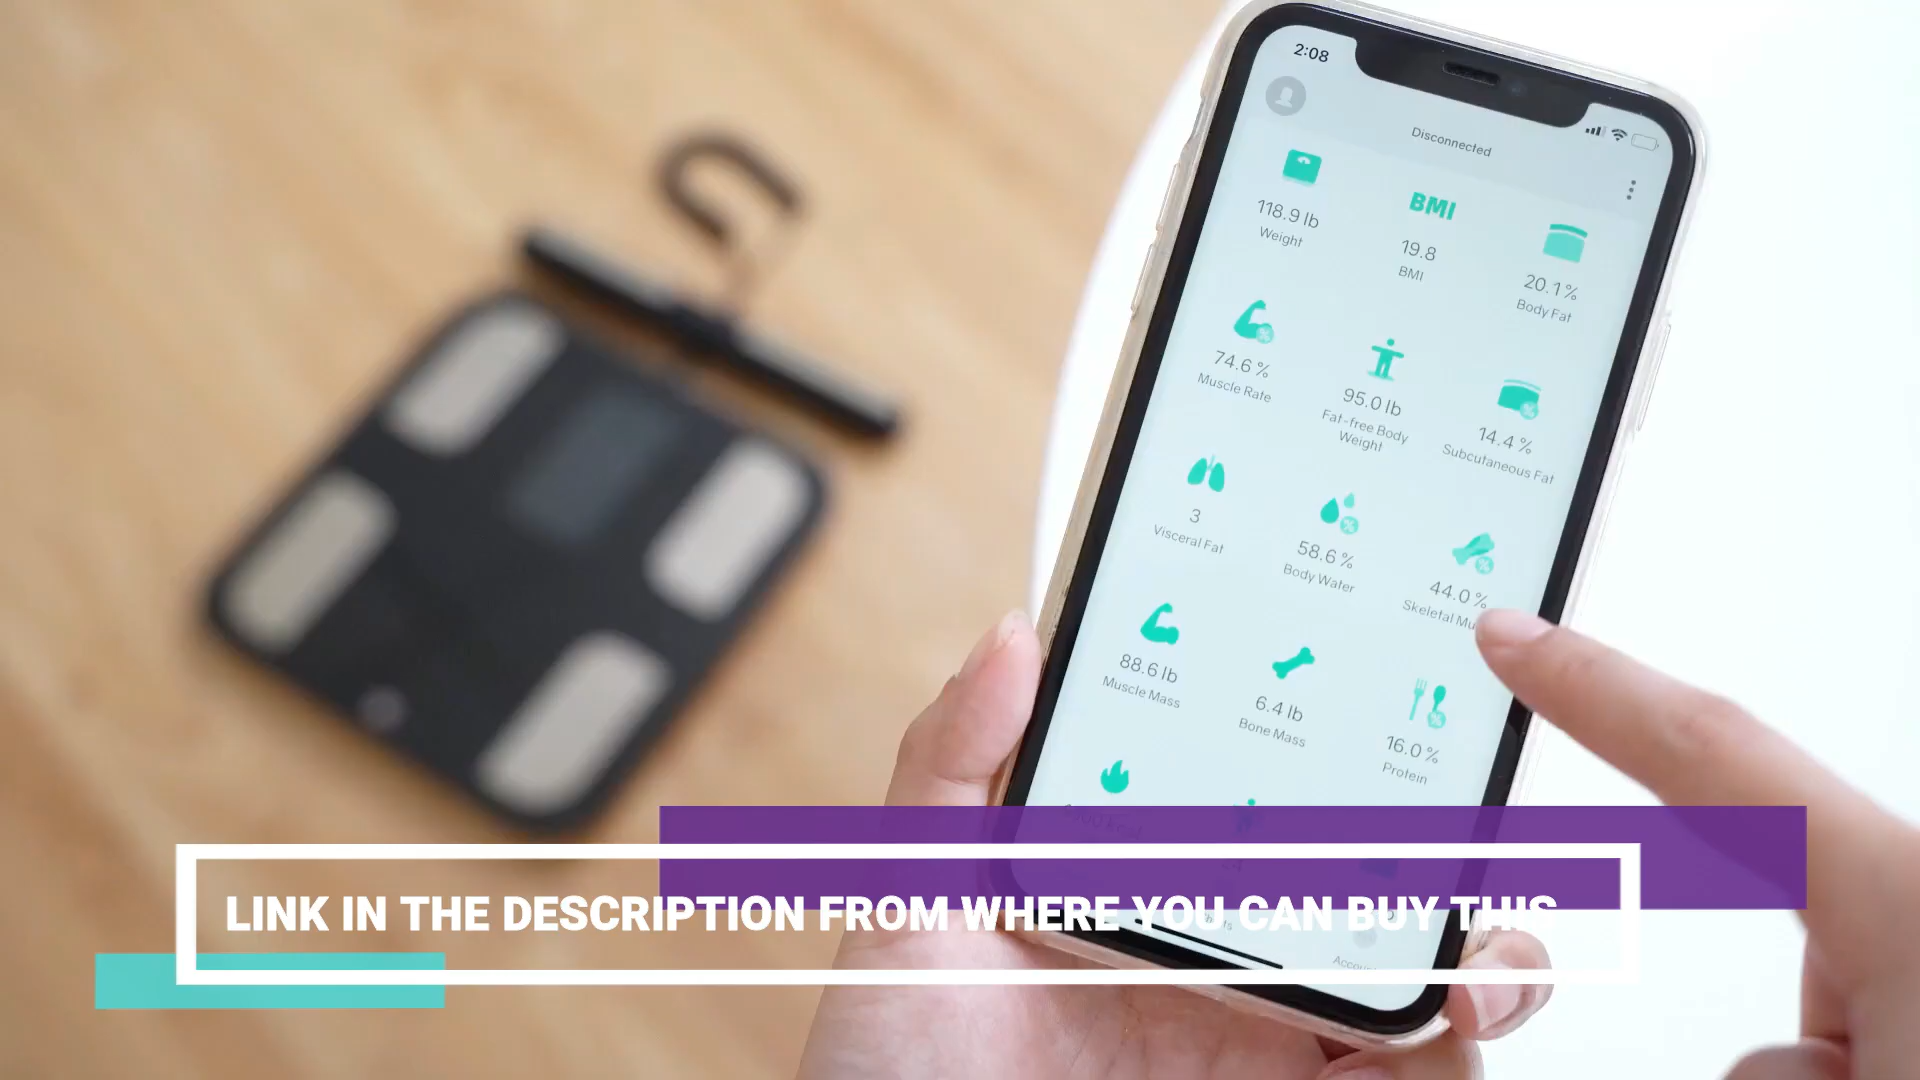 2:08
Disconnected
118.9 lb
Weight
BMI
19.8
BMI
20.1 %
Body Fat
74.6 %
Muscle Rate
95.0 lb
Fat-free Body
Weight
14.4 %
Subcutaneous Fat
3
Visceral Fat
58.6 %
Body Water
44.0 %
Skeletal
88.6 lb
Muscle Mass
6.4 lb
Bone Mass
16.0 %
Protein
LINK IN THE DESCRIPTION FROM WHERE YOU CAN BUY THIS